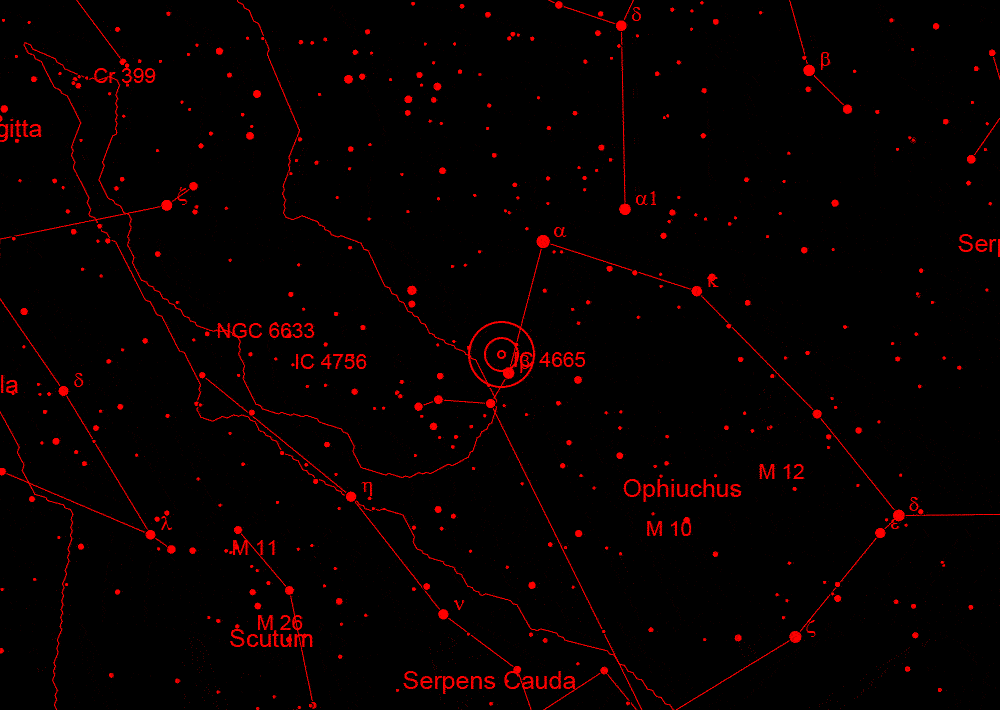 δ
β
Cr 399
gitta
ζ
α1
α
Serp
κ
NGC 6633
IC 4756
IC 4665
β
δ
la
M 12
η
Ophiuchus
δ
λ
ε
M 10
M 11
ν
M 26
Scutum
ζ
Serpens Cauda